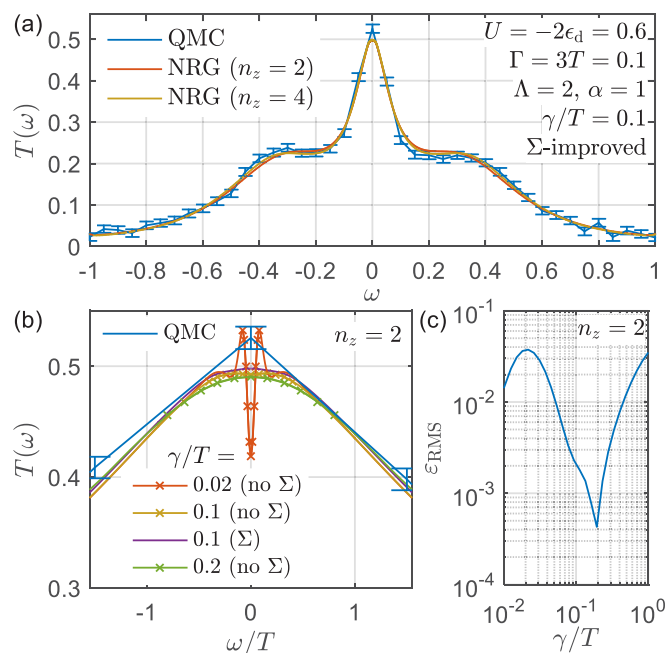 (a)
QMC
NRG (n_z = 2)
NRG (n_z = 4)
U = −2ϵ_d = 0.6
Γ = 3T = 0.1
Λ = 2, α = 1
γ/T = 0.1
Σ-improved
T(ω)
0.5
0.4
0.3
0.2
0.1
0
-1 -0.8 -0.6 -0.4 -0.2 0 0.2 0.4 0.6 0.8 1
ω
(b)
QMC
n_z = 2
T(ω)
0.5
0.4
0.3
γ/T =
0.02 (no Σ)
0.1 (no Σ)
0.1 (Σ)
0.2 (no Σ)
-1 0 1
ω/T
(c)
n_z = 2
ε_RMS
10^-1
10^-2
10^-3
10^-4
10^-2 10^-1 10^0
γ/T